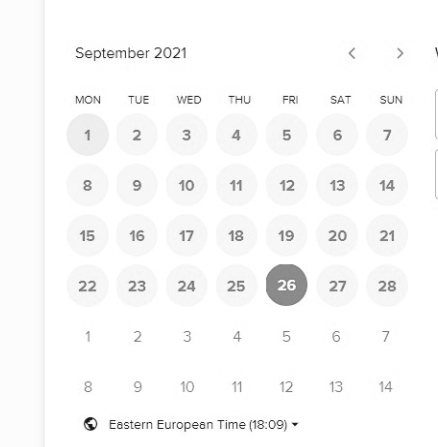 September 2021
MON TUE WED THU FRI SAT SUN
1 2 3 4 5 6 7
8 9 10 11 12 13 14
15 16 17 18 19 20 21
22 23 24 25 26 27 28
1 2 3 4 5 6 7
8 9 10 11 12 13 14
Eastern European Time (18:09)